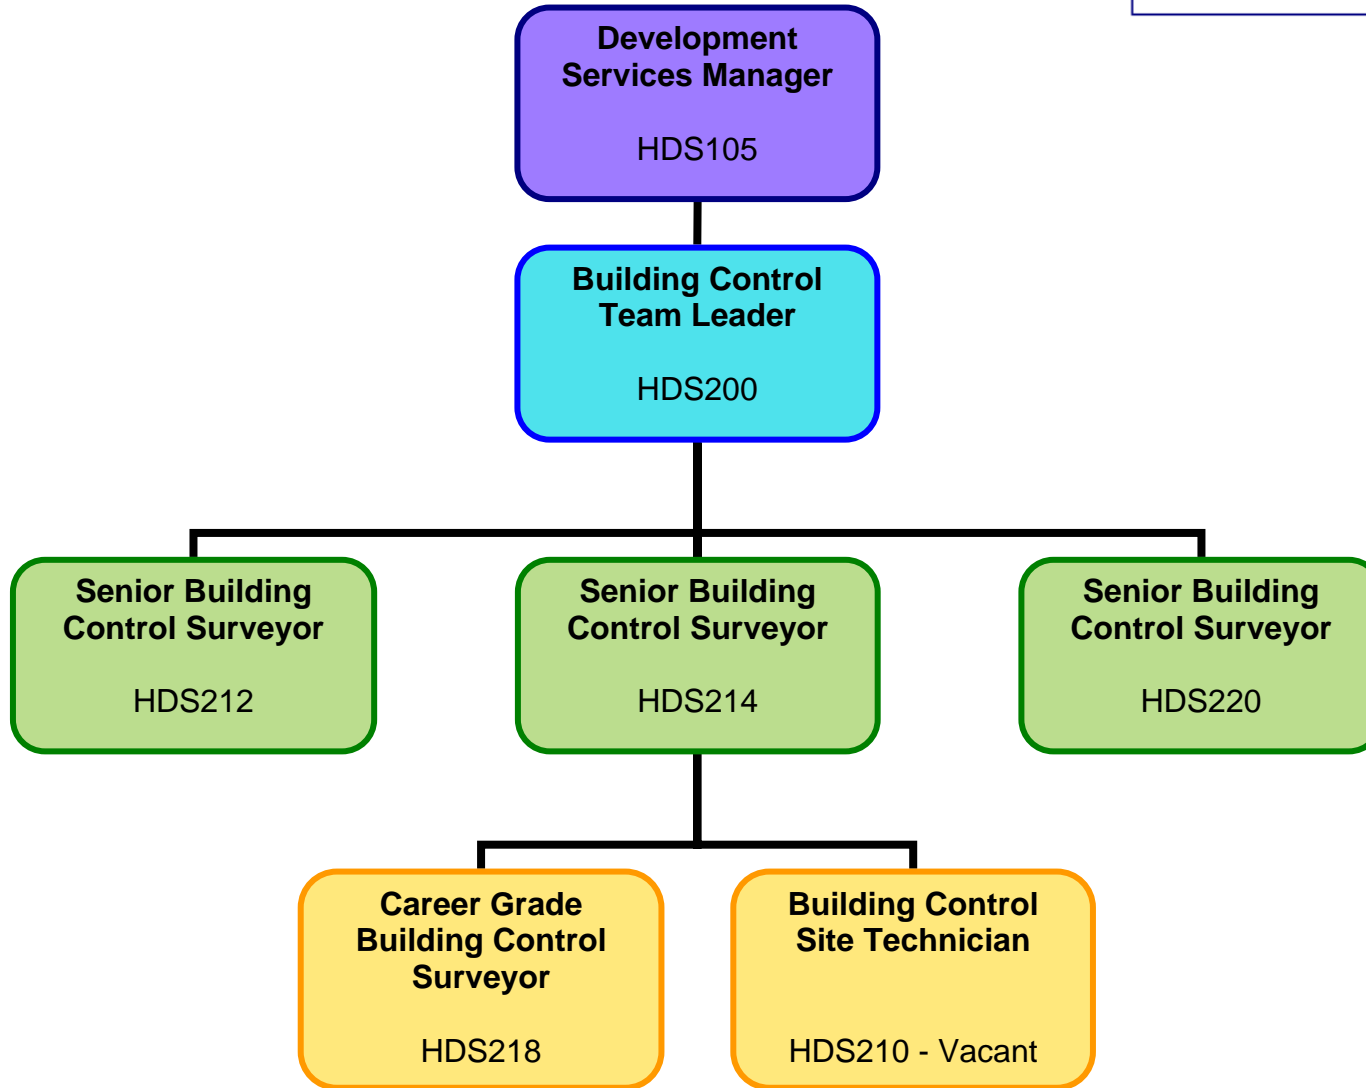 Development
Services Manager
HDS105
Building Control
Team Leader
HDS200
Senior Building
Control Surveyor
HDS212
Senior Building
Control Surveyor
HDS214
Senior Building
Control Surveyor
HDS220
Career Grade
Building Control
Surveyor
HDS218
Building Control
Site Technician
HDS210 - Vacant